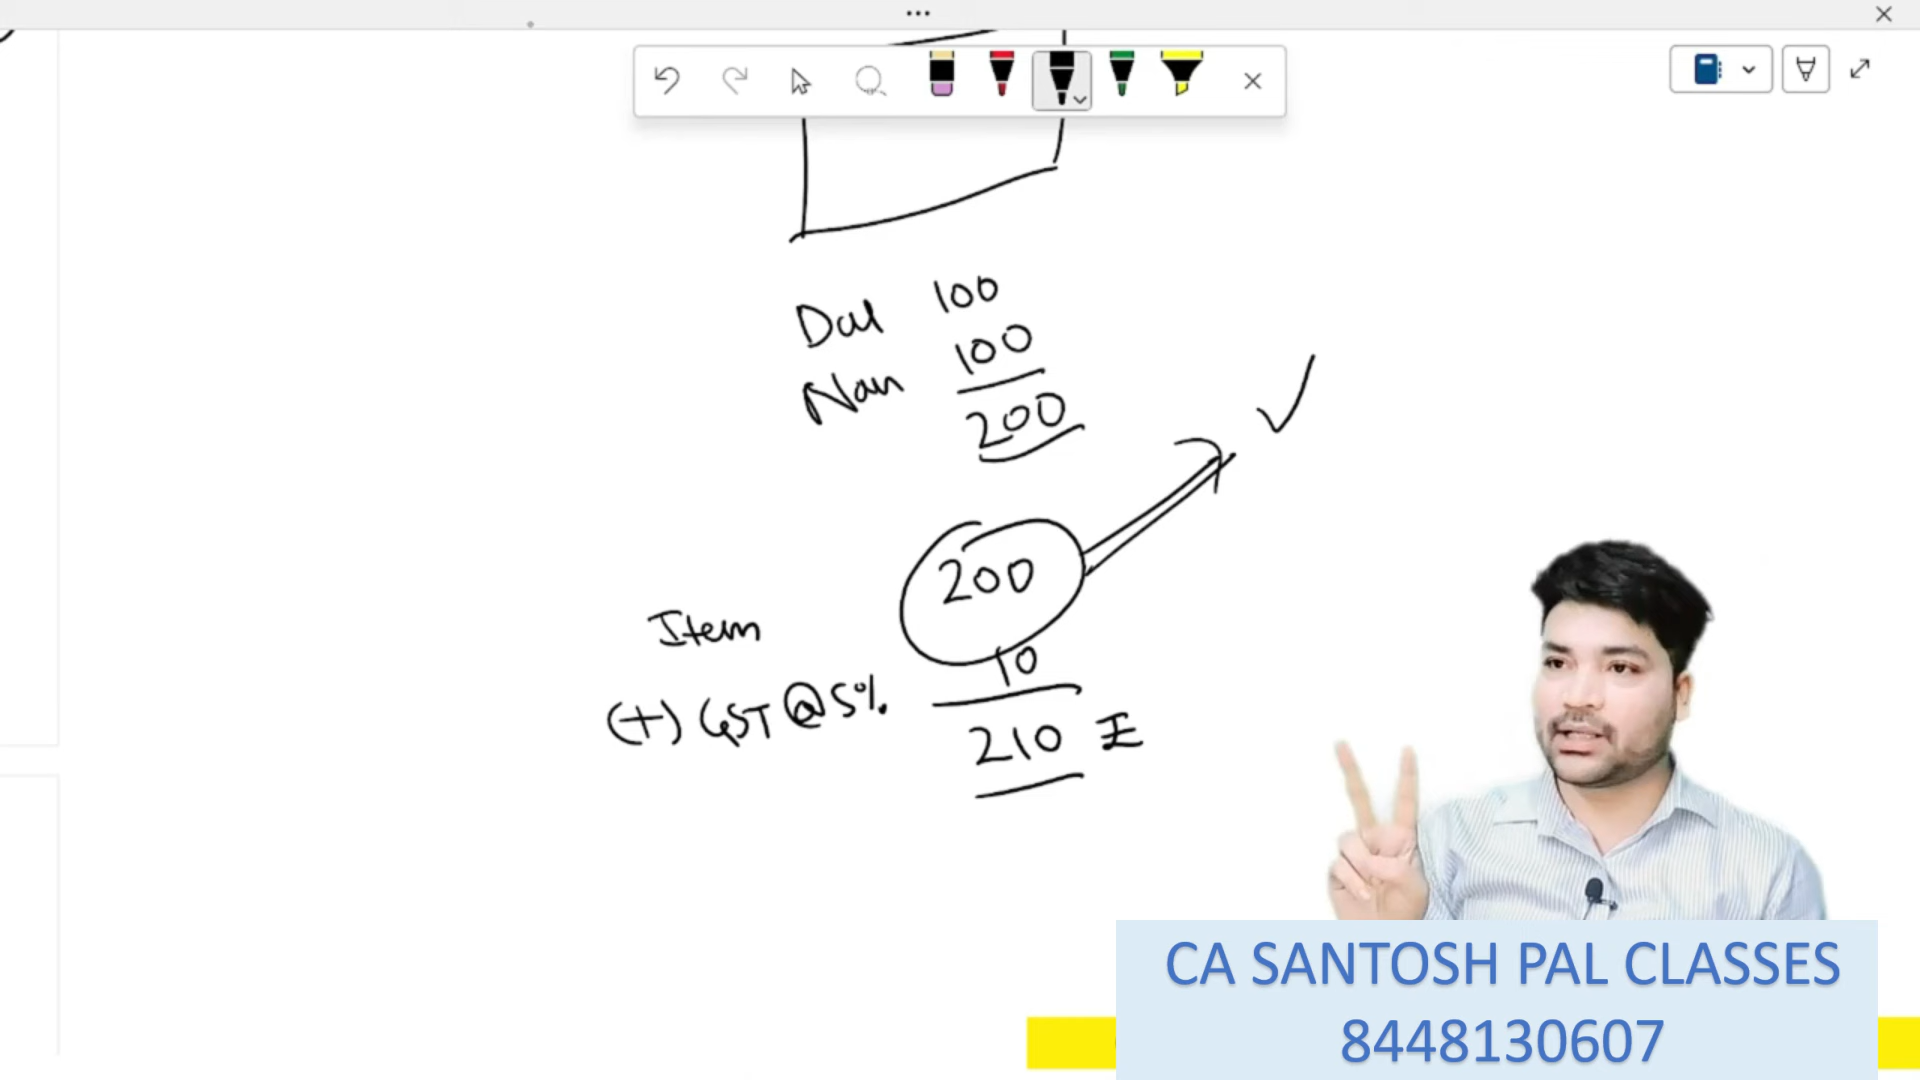 Dal 100
Nan 100
200
Item 200
(+) GST @ 5% 10
210
CA SANTOSH PAL CLASSES
8448130607